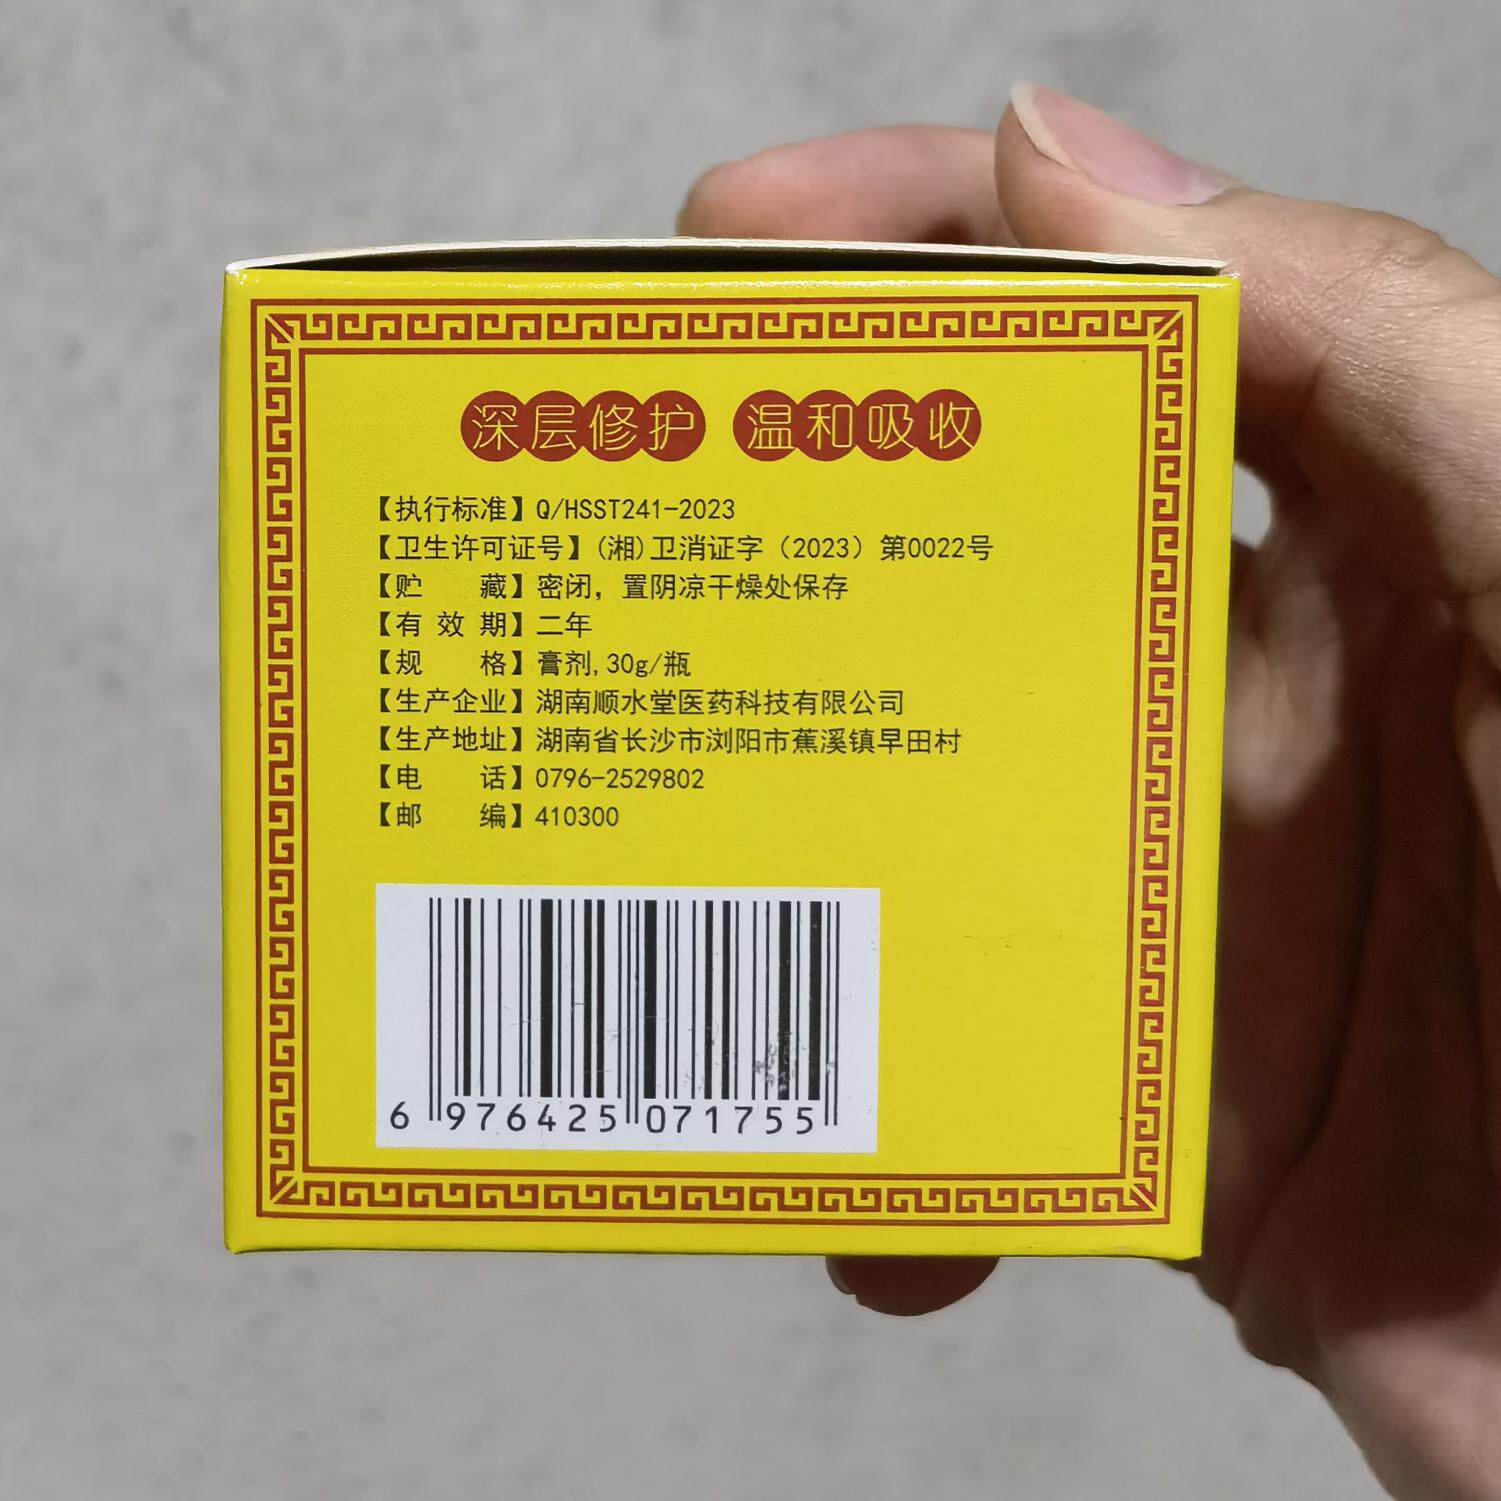 深层修护 温和吸收
【执行标准】Q/HSST241-2023
【卫生许可证号】(湘)卫消证字（2023）第0022号
【贮 藏】密闭，置阴凉干燥处保存
【有效期】二年
【规 格】膏剂,30g/瓶
【生产企业】湖南顺水堂医药科技有限公司
【生产地址】湖南省长沙市浏阳市蕉溪镇早田村
【电 话】0796-2529802
【邮 编】410300
6 976425 071755